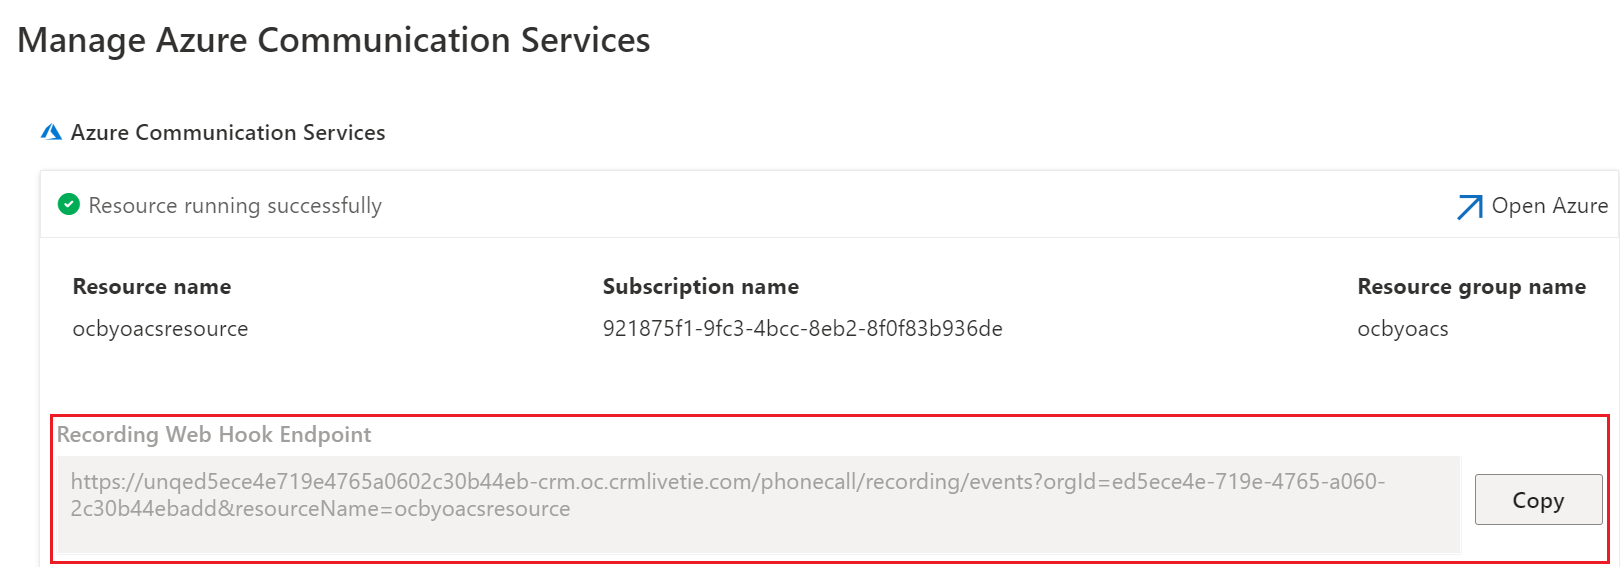 Manage Azure Communication Services
Azure Communication Services
Resource running successfully
Open Azure
Resource name
Subscription name
Resource group name
ocbyoacsresource
921875f1-9fc3-4bcc-8eb2-8f0f83b936de
ocbyoacs
Recording Web Hook Endpoint
https://unqed5ece4e719e4765a0602c30b44eb-crm.oc.crmlivetie.com/phonecall/recording/events?orgId=ed5ece4e-719e-4765-a060-
2c30b44ebadd&resourceName=ocbyoacsresource
Copy